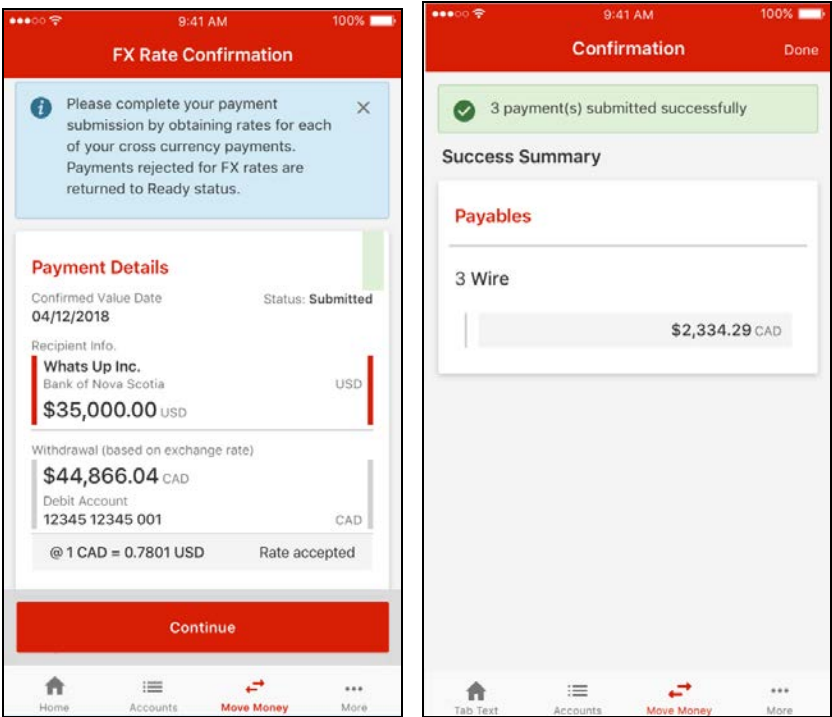 9:41 AM 100%
FX Rate Confirmation
Please complete your payment
submission by obtaining rates for each
of your cross currency payments.
Payments rejected for FX rates are
returned to Ready status.
Payment Details
Confirmed Value Date Status: Submitted
04/12/2018
Recipient Info.
Whats Up Inc.
Bank of Nova Scotia USD
$35,000.00 USD
Withdrawal (based on exchange rate)
$44,866.04 CAD
Debit Account
12345 12345 001 CAD
@ 1 CAD = 0.7801 USD Rate accepted
Continue
Home Accounts Move Money More
9:41 AM 100%
Confirmation Done
3 payment(s) submitted successfully
Success Summary
Payables
3 Wire
$2,334.29 CAD
Tab Text Accounts Move Money More